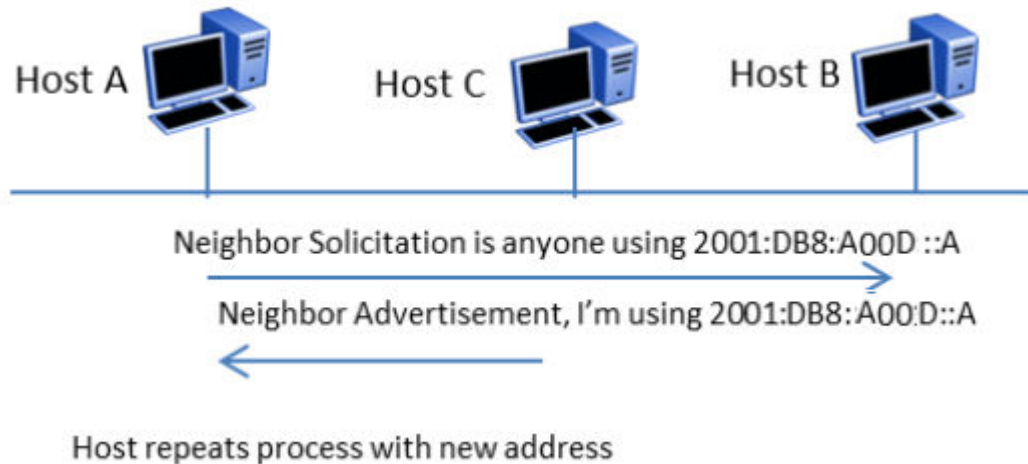 Host A
Host C
Host B
Neighbor Solicitation is anyone using 2001:DB8:A00D ::A
Neighbor Advertisement, I'm using 2001:DB8:A00:D::A
Host repeats process with new address